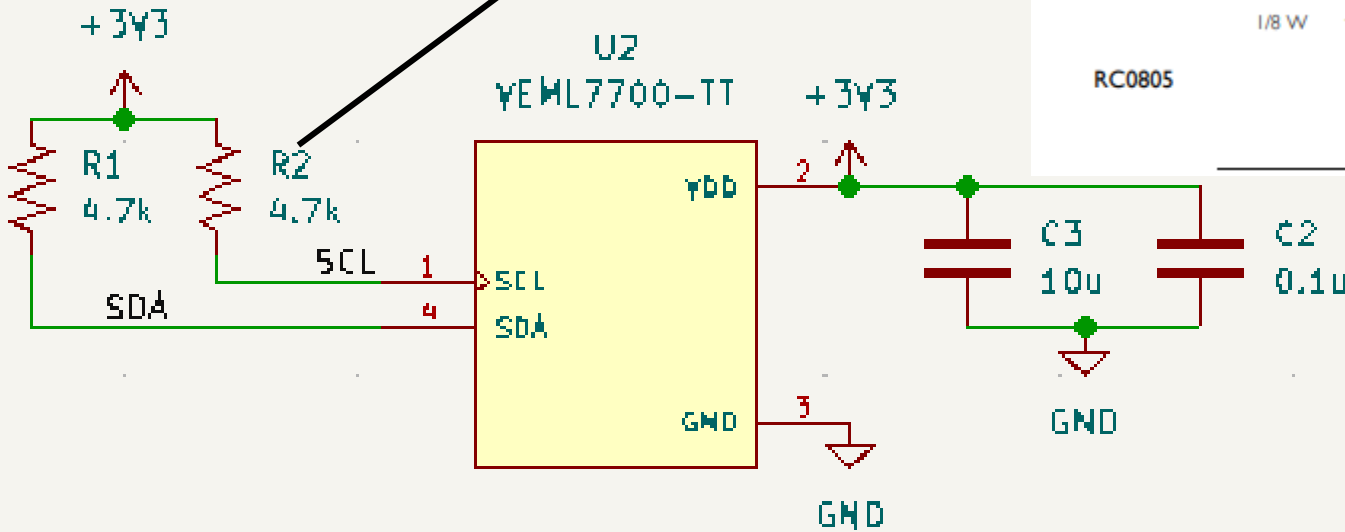 +3V3
R1
4.7k
R2
4.7k
SCL
SDA
U2
VEML7700-TT
1
SCL
4
SDA
VDD
2
GND
3
GND
+3V3
C3
10u
C2
0.1u
GND
1/8 W
RC0805